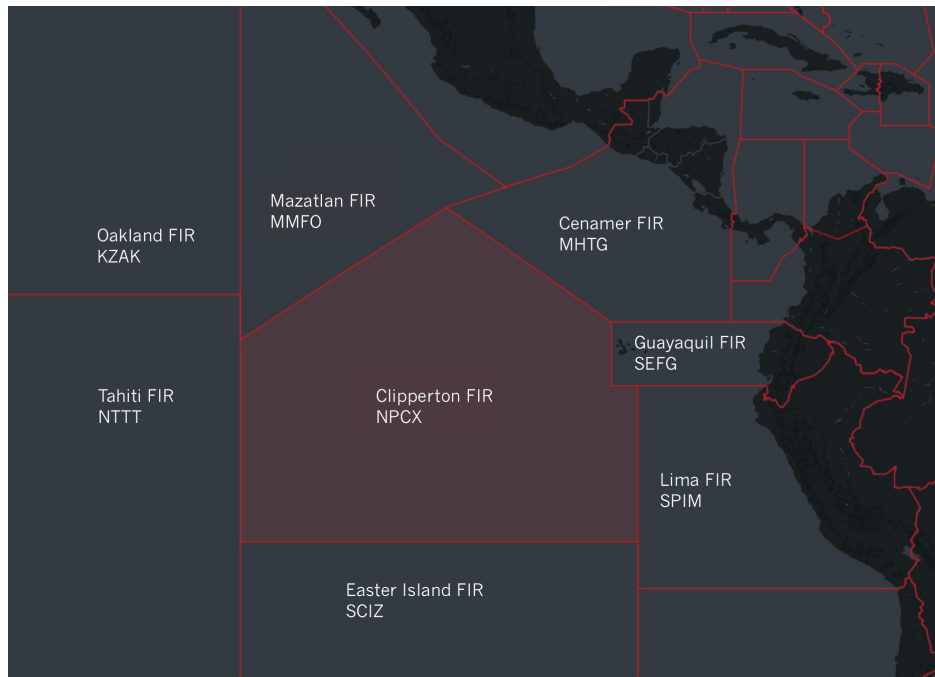 Mazatlan FIR
MMFO
Cenamer FIR
MHTG
Oakland FIR
KZAK
Guayaquil FIR
SEFG
Tahiti FIR
NTTT
Clipperton FIR
NPCX
Lima FIR
SPIM
Easter Island FIR
SCIZ